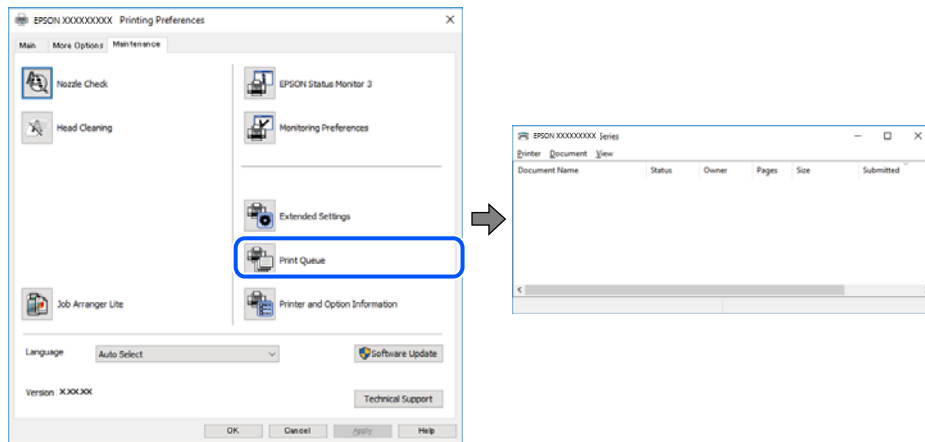 EPSON XXXXXXXXX Printing Preferences
Main More Options Maintenance
Nozzle Check
EPSON Status Monitor 3
Head Cleaning
Monitoring Preferences
Extended Settings
Print Queue
Job Arranger Lite
Printer and Option Information
Language Auto Select
Software Update
Version X.XX.XX
Technical Support
OK Cancel Apply Help
EPSON XXXXXXXXX Series
Printer Document View
Document Name Status Owner Pages Size Submitted